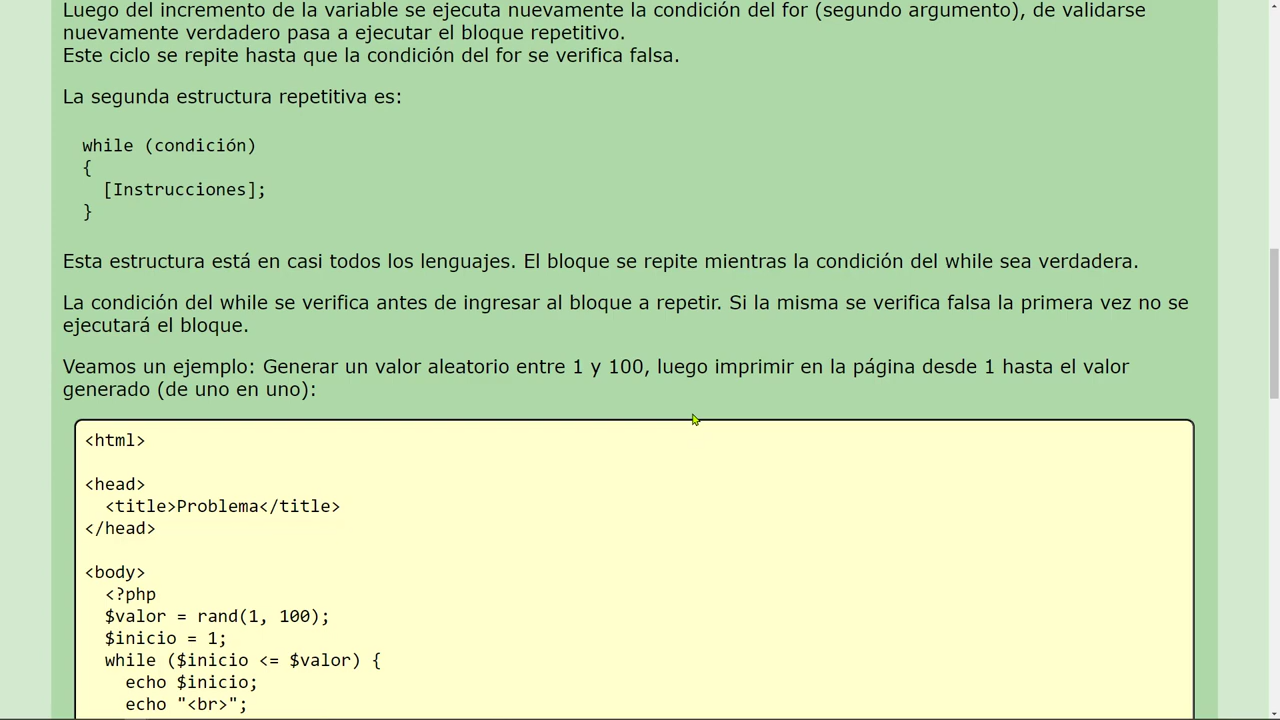 Luego del incremento de la variable se ejecuta nuevamente la condición del for (segundo argumento), de validarse
nuevamente verdadero pasa a ejecutar el bloque repetitivo.
Este ciclo se repite hasta que la condición del for se verifica falsa.
La segunda estructura repetitiva es:
while (condición)
{
[Instrucciones];
}
Esta estructura está en casi todos los lenguajes. El bloque se repite mientras la condición del while sea verdadera.
La condición del while se verifica antes de ingresar al bloque a repetir. Si la misma se verifica falsa la primera vez no se
ejecutará el bloque.
Veamos un ejemplo: Generar un valor aleatorio entre 1 y 100, luego imprimir en la página desde 1 hasta el valor
generado (de uno en uno):
<html>
<head>
<title>Problema</title>
</head>
<body>
<?php
$valor = rand(1, 100);
$inicio = 1;
while ($inicio <= $valor) {
echo $inicio;
echo "<br>";